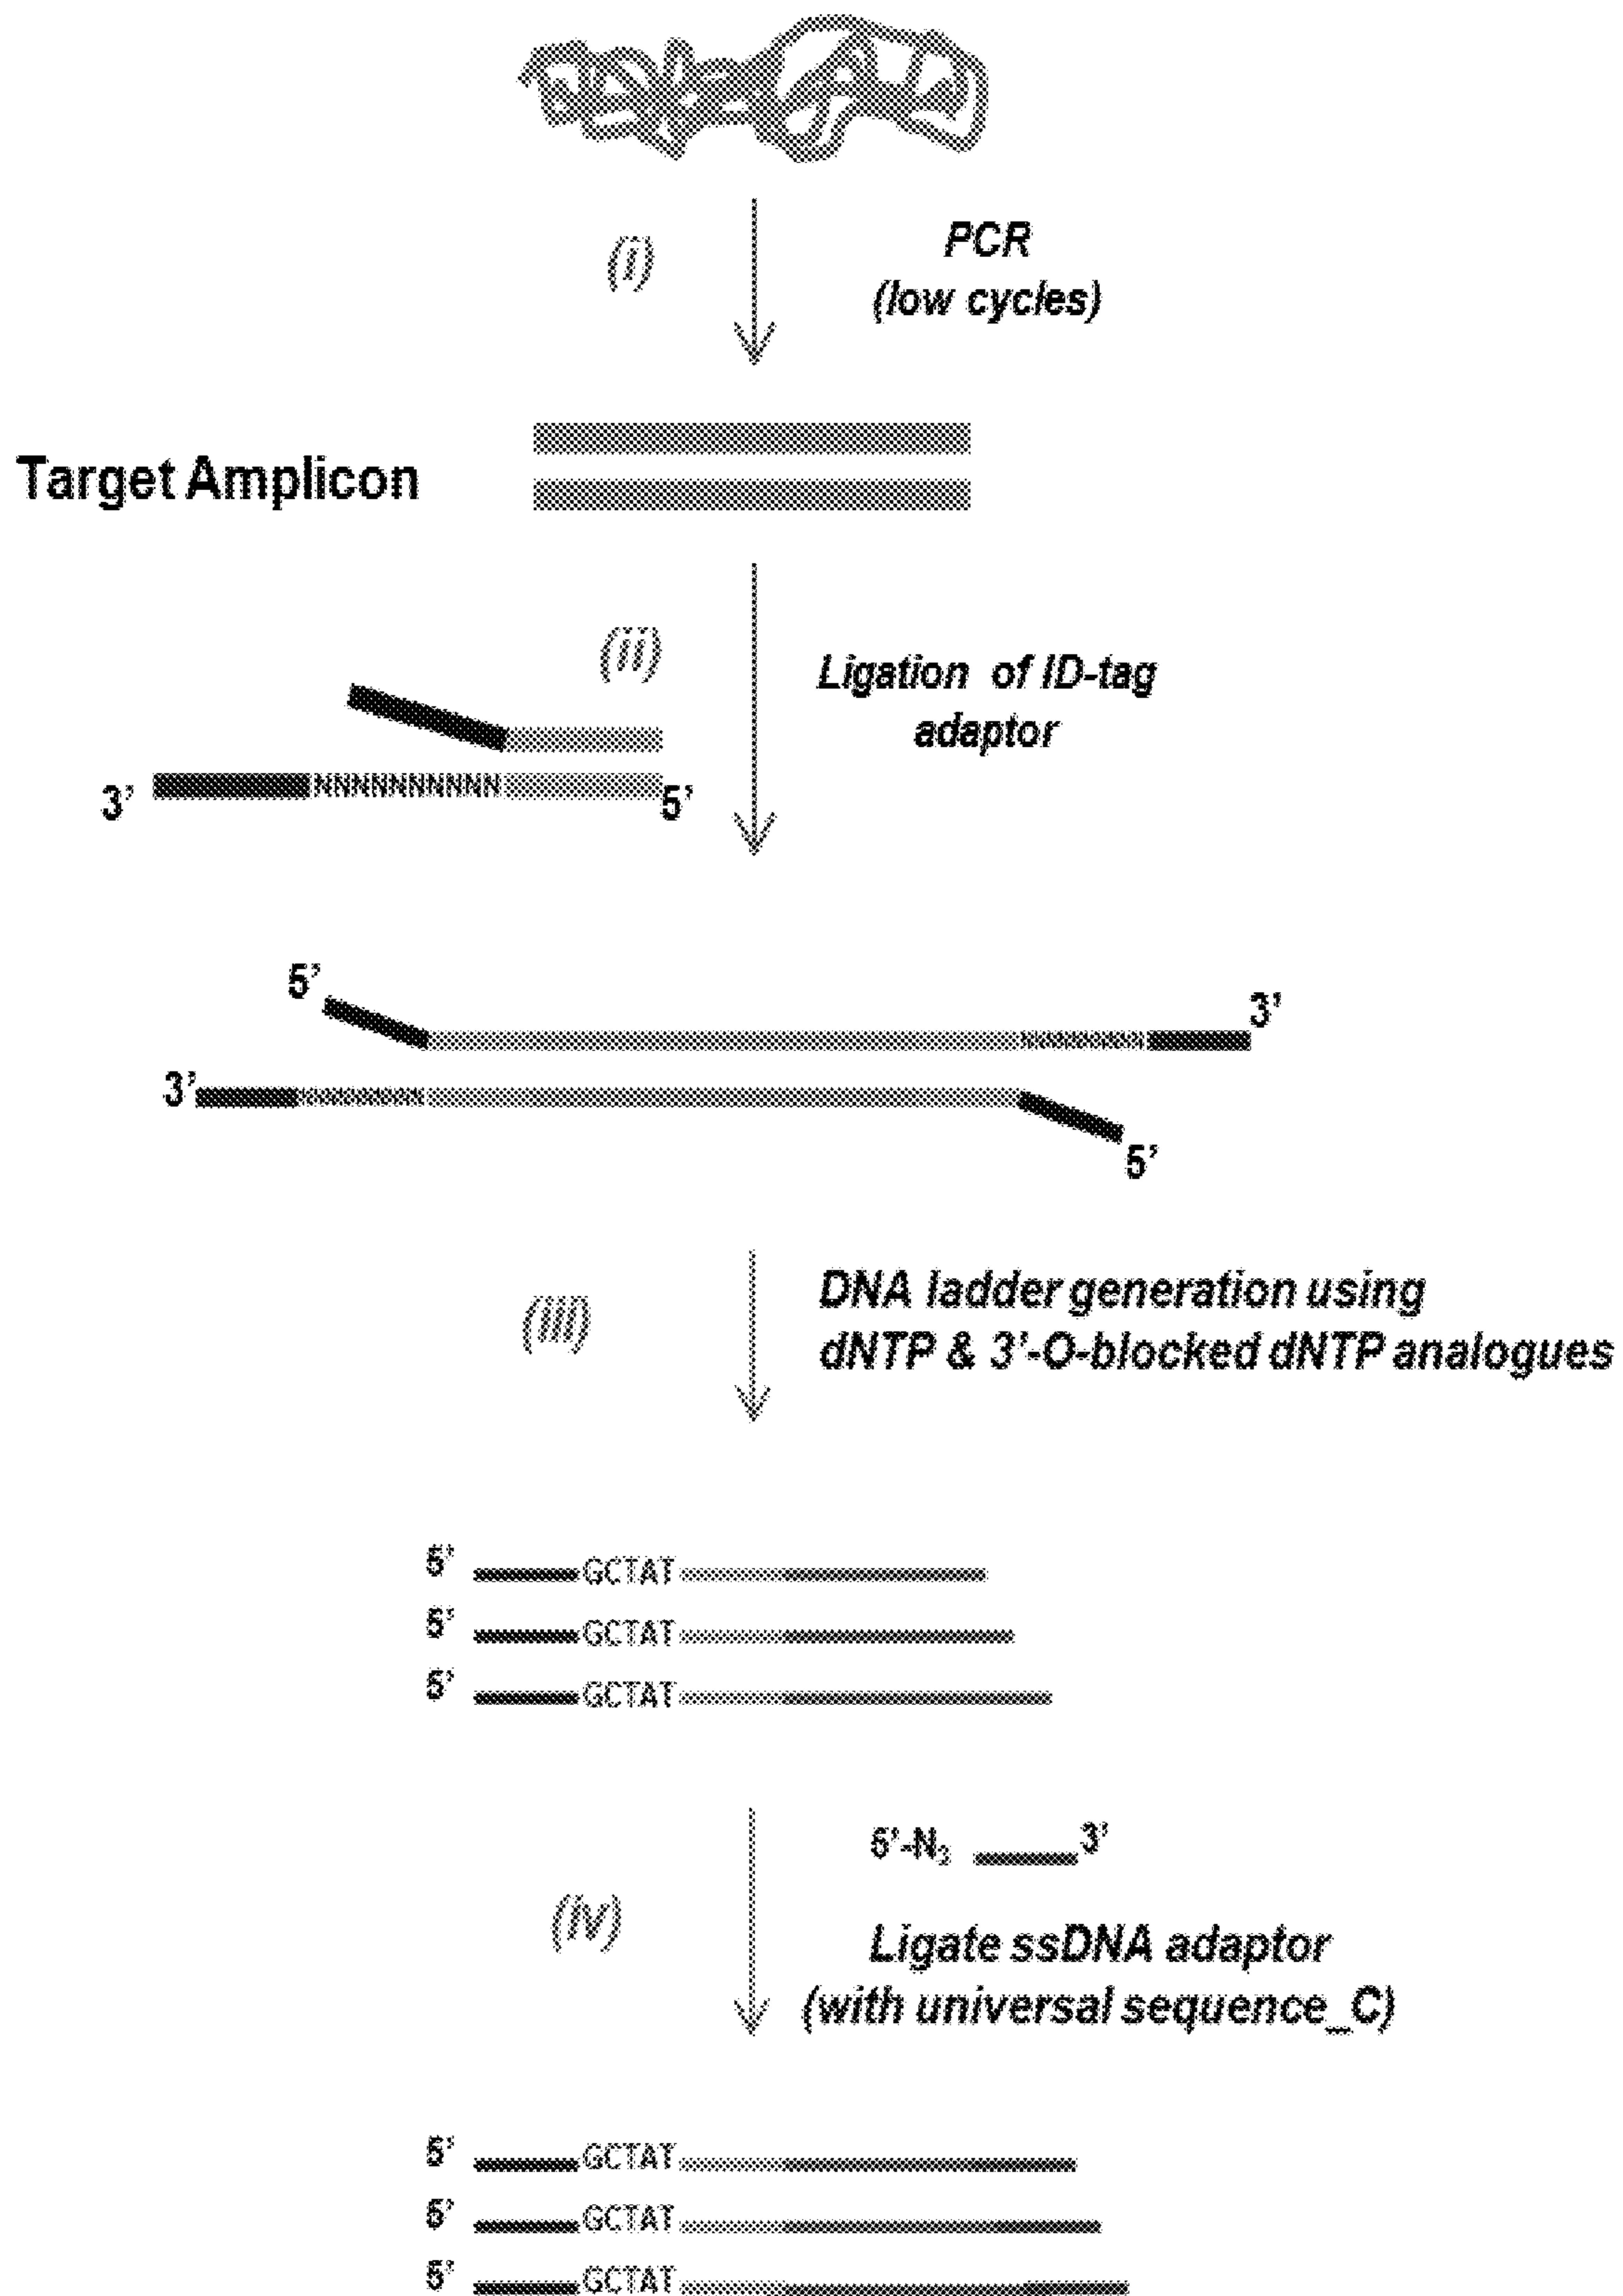 (i)
PCR
(low cycles)
Target Amplicon
(ii)
Ligation of ID-tag
adaptor
3’ NNNNNNNNNN 5’
5’
3’
3’
5’
(iii)
DNA ladder generation using
dNTP & 3’-O-blocked dNTP analogues
5’ GCTAT
5’ GCTAT
5’ GCTAT
5’-N3 3’
(iv)
Ligate ssDNA adaptor
(with universal sequence_C)
5’ GCTAT
5’ GCTAT
5’ GCTAT